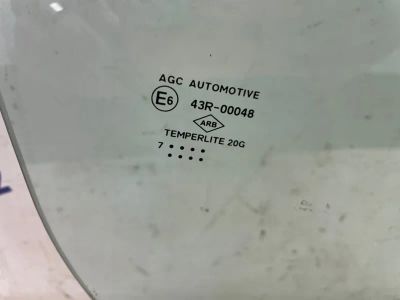 AGC AUTOMOTIVE
E6 43R-00048
ARB
TEMPERLITE 20G
7 • • • •
• • • •